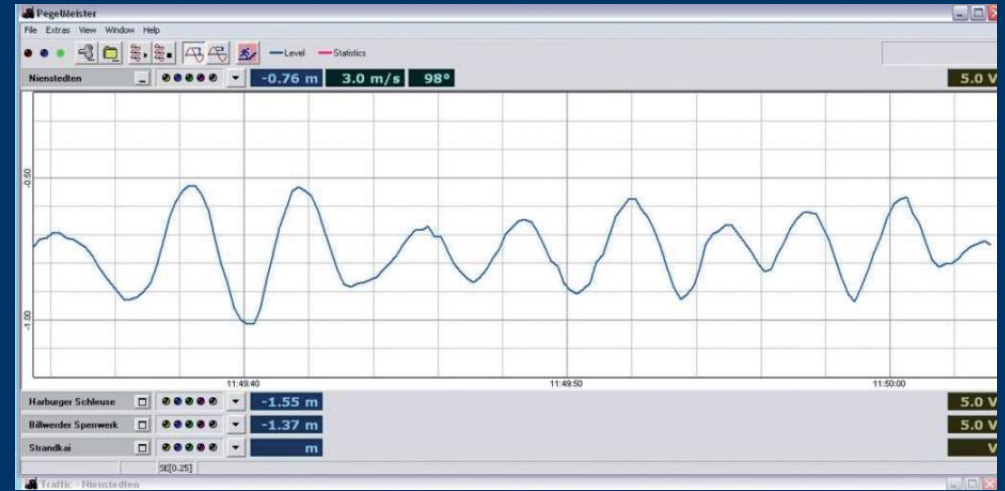 PegelMeister
File Extras View Window Help
Level Statistics
Nienstedten -0.76 m 3.0 m/s 98° 5.0 V
-0.50
-1.00
11:49:40 11:49:50 11:50:00
Harburger Schleuse -1.55 m 5.0 V
Billwerder Sperrwerk -1.37 m 5.0 V
Strandkai m V
SE[0.25]
Traffic - Nienstedten